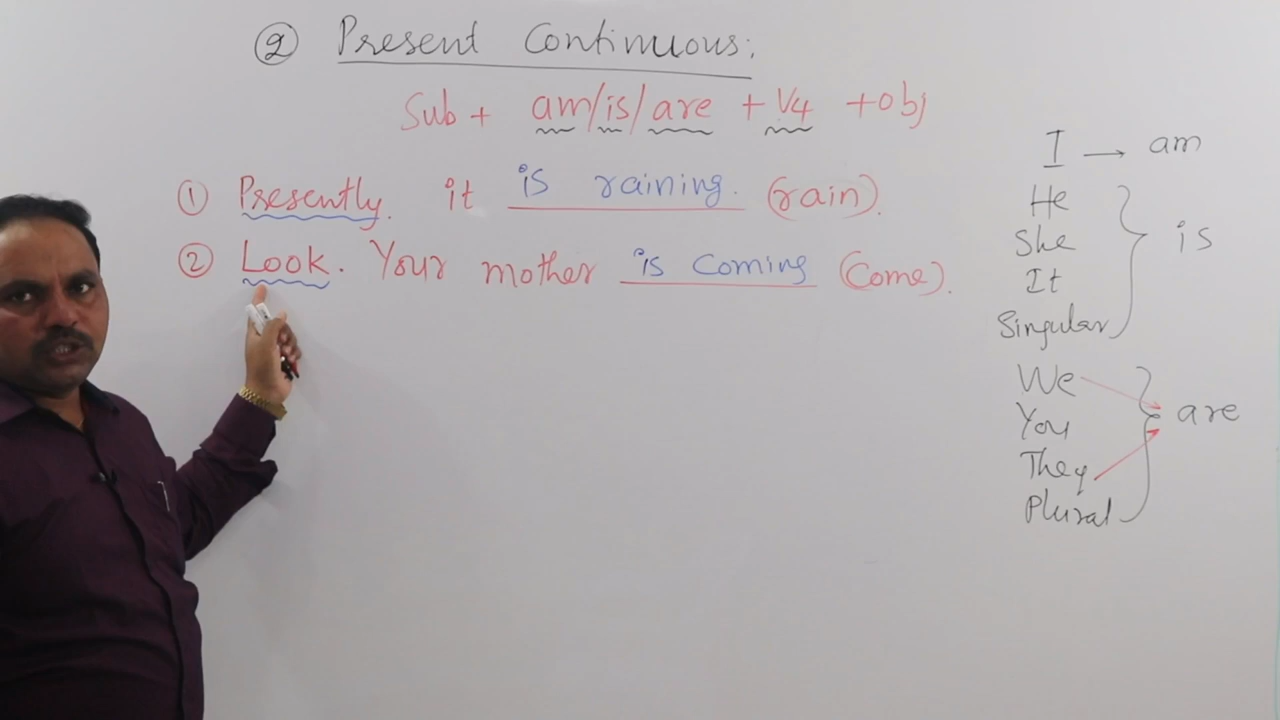 ② Present Continuous:
Sub + am/is/are + V4 + obj
① Presently. it is raining. (rain).
② Look. Your mother is coming (Come).
I → am
He
She
It
Singular
is
We
You
They
Plural
are